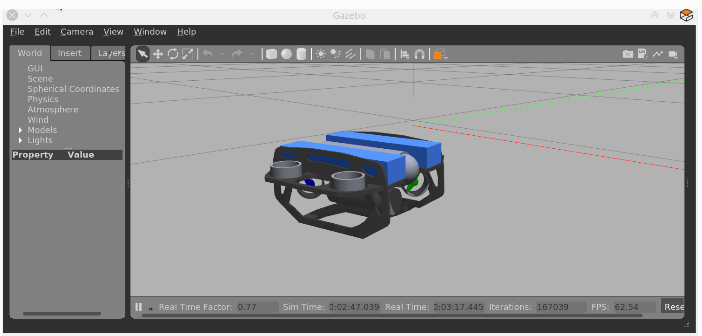 Gazebo
File Edit Camera View Window Help
World Insert Layers
GUI
Scene
Spherical Coordinates
Physics
Atmosphere
Wind
Models
Lights
Property Value
Real Time Factor: 0.77 Sim Time: 0:02:47.039 Real Time: 0:03:17.445 Iterations: 167039 FPS: 62.54 Rese